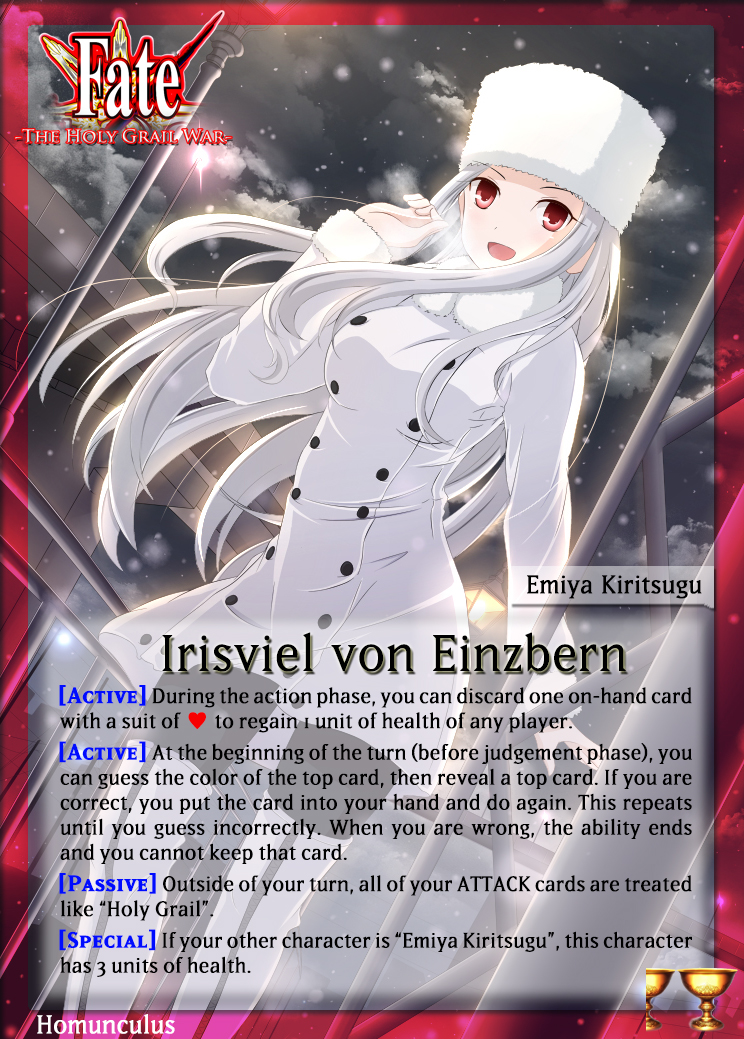 Fate
-The Holy Grail War-
Emiya Kiritsugu
Irisviel von Einzbern
[Active] During the action phase, you can discard one on-hand card
with a suit of ♥ to regain 1 unit of health of any player.
[Active] At the beginning of the turn (before judgement phase), you
can guess the color of the top card, then reveal a top card. If you are
correct, you put the card into your hand and do again. This repeats
until you guess incorrectly. When you are wrong, the ability ends
and you cannot keep that card.
[Passive] Outside of your turn, all of your ATTACK cards are treated
like “Holy Grail”.
[Special] If your other character is “Emiya Kiritsugu”, this character
has 3 units of health.
Homunculus